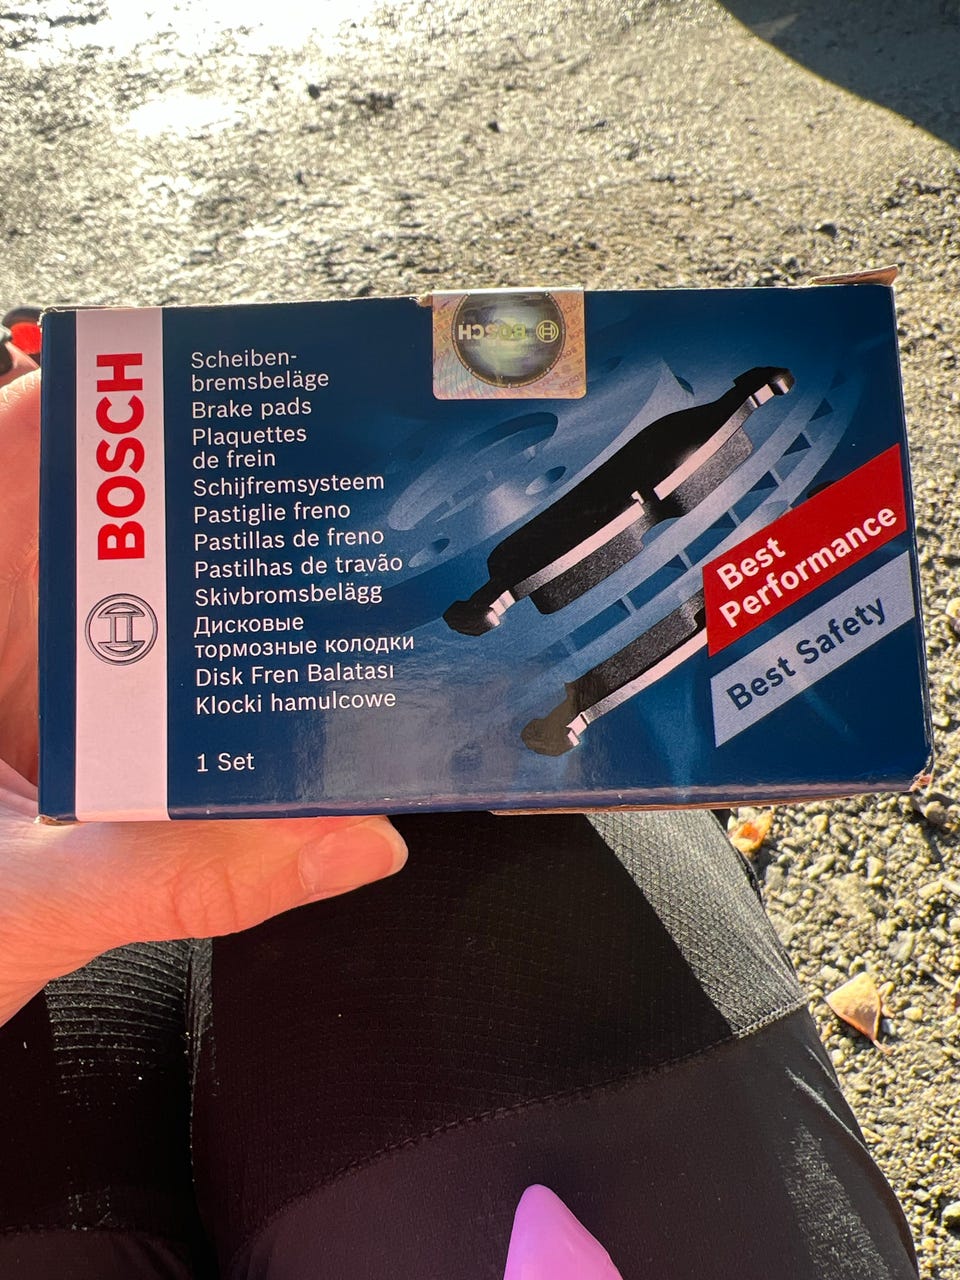 BOSCH
Scheiben-
bremsbeläge
Brake pads
Plaquettes
de frein
Schijfremsysteem
Pastiglie freno
Pastillas de freno
Pastilhas de travão
Skivbromsbelägg
Дисковые
тормозные колодки
Disk Fren Balatası
Klocki hamulcowe
1 Set
BOSCH
Best
Performance
Best Safety